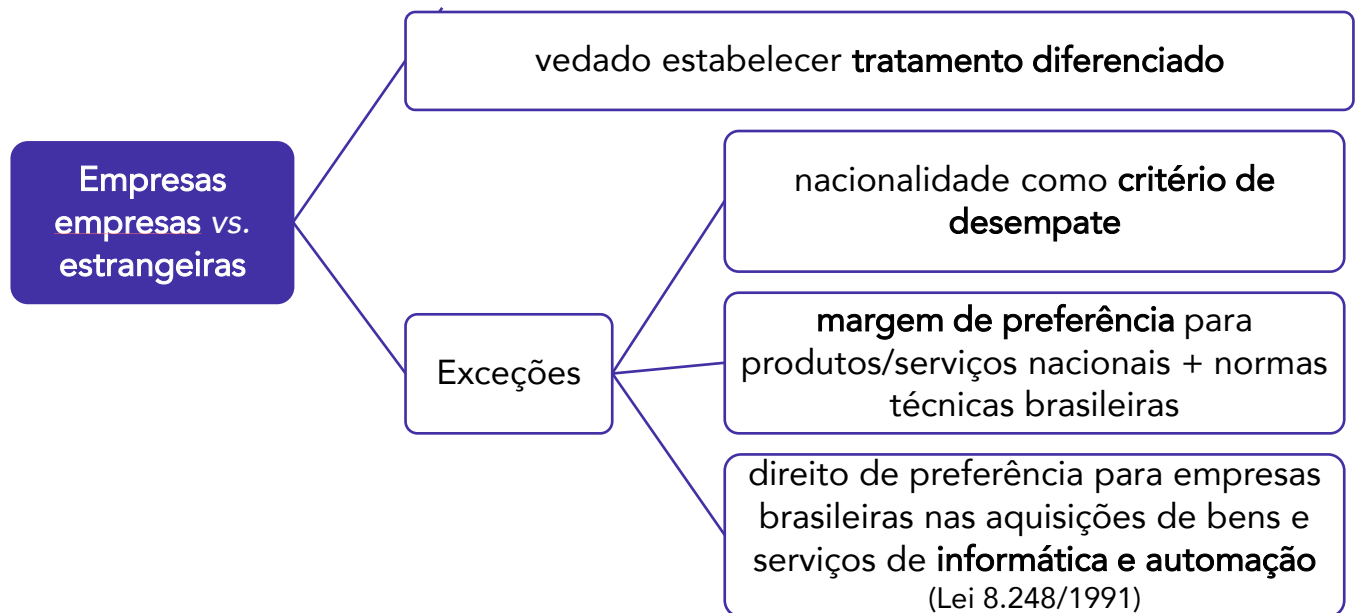 vedado estabelecer tratamento diferenciado
Empresas
empresas vs.
estrangeiras
Exceções
nacionalidade como critério de
desempate
margem de preferência para
produtos/serviços nacionais + normas
técnicas brasileiras
direito de preferência para empresas
brasileiras nas aquisições de bens e
serviços de informática e automação
(Lei 8.248/1991)